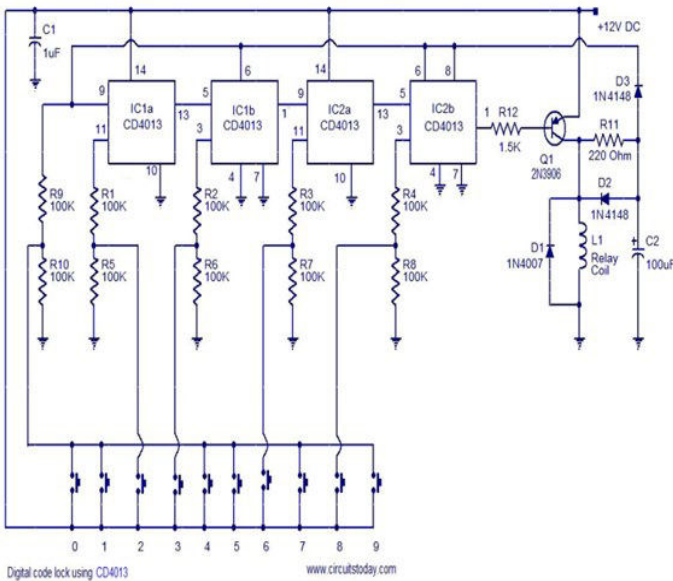 C1
1uF
+12V DC
14
6
14
6 8
D3
1N4148
9
IC1a
CD4013
5
IC1b
CD4013
9
IC2a
CD4013
5
IC2b
CD4013
13
1
13
1
R12
1.5K
11
3
11
3
R11
220 Ohm
Q1
2N3906
10
4 7
10
4 7
D2
1N4148
R9
100K
R1
100K
R2
100K
R3
100K
R4
100K
R10
100K
R5
100K
R6
100K
R7
100K
R8
100K
D1
1N4007
L1
Relay
Coil
+
C2
100uF
0 1 2 3 4 5 6 7 8 9
Digital code lock using CD4013
www.circuitstoday.com